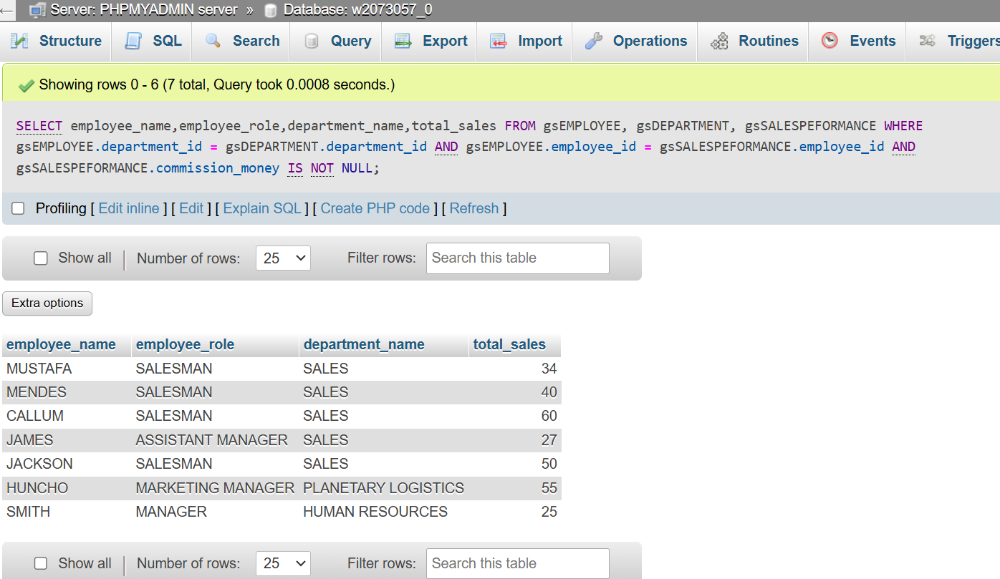 ← Server: PHPMYADMIN server » Database: w2073057_0
Structure SQL Search Query Export Import Operations Routines Events Triggers
Showing rows 0 - 6 (7 total, Query took 0.0008 seconds.)
SELECT employee_name,employee_role,department_name,total_sales FROM gsEMPLOYEE, gsDEPARTMENT, gsSALESPEFORMANCE WHERE
gsEMPLOYEE.department_id = gsDEPARTMENT.department_id AND gsEMPLOYEE.employee_id = gsSALESPEFORMANCE.employee_id AND
gsSALESPEFORMANCE.commission_money IS NOT NULL;
Profiling [ Edit inline ] [ Edit ] [ Explain SQL ] [ Create PHP code ] [ Refresh ]
Show all | Number of rows: 25 Filter rows: Search this table
Extra options
employee_name employee_role department_name total_sales
MUSTAFA SALESMAN SALES 34
MENDES SALESMAN SALES 40
CALLUM SALESMAN SALES 60
JAMES ASSISTANT MANAGER SALES 27
JACKSON SALESMAN SALES 50
HUNCHO MARKETING MANAGER PLANETARY LOGISTICS 55
SMITH MANAGER HUMAN RESOURCES 25
Show all | Number of rows: 25 Filter rows: Search this table